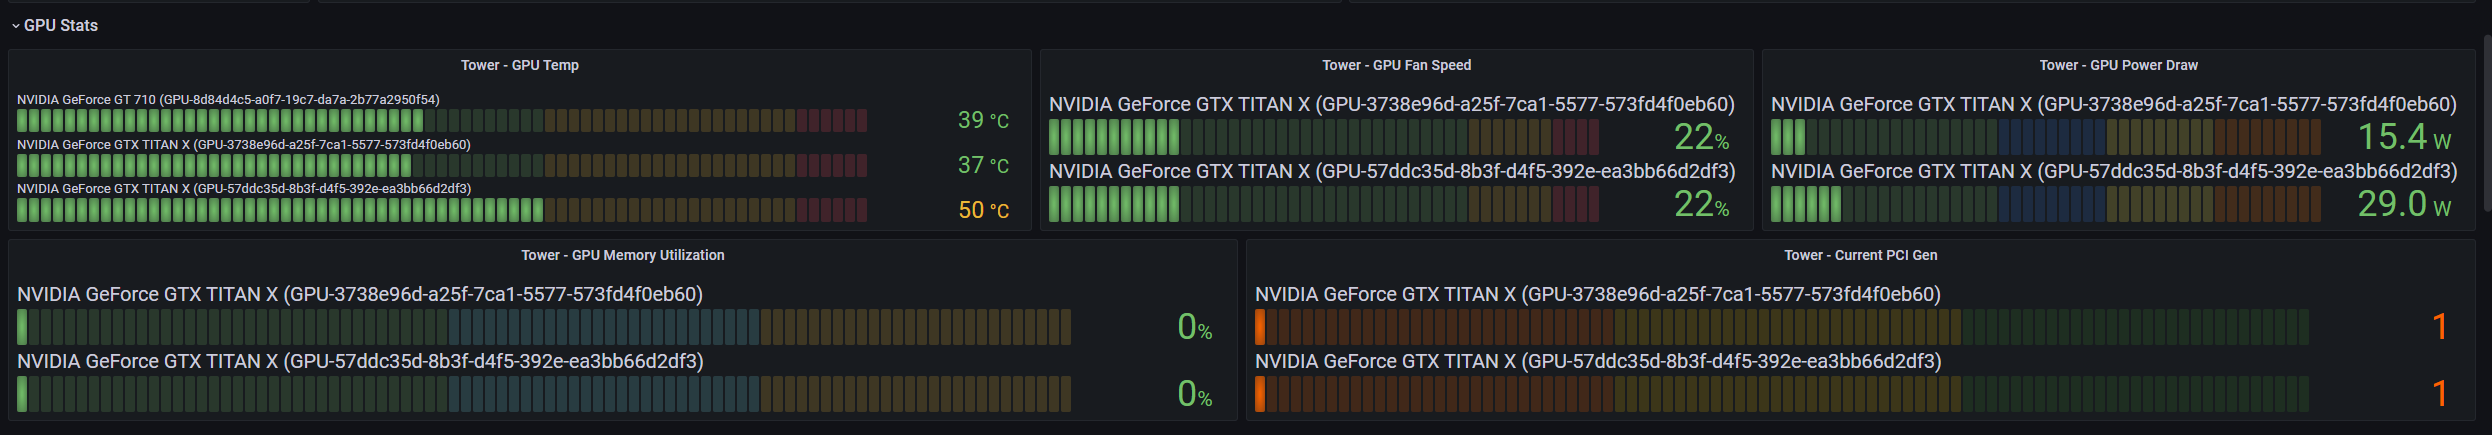 GPU Stats
Tower - GPU Temp
NVIDIA GeForce GT 710 (GPU-8d84d4c5-a0f7-19c7-da7a-2b77a2950f54)
39 °C
NVIDIA GeForce GTX TITAN X (GPU-3738e96d-a25f-7ca1-5577-573fd4f0eb60)
37 °C
NVIDIA GeForce GTX TITAN X (GPU-57ddc35d-8b3f-d4f5-392e-ea3bb66d2df3)
50 °C
Tower - GPU Fan Speed
NVIDIA GeForce GTX TITAN X (GPU-3738e96d-a25f-7ca1-5577-573fd4f0eb60)
22%
NVIDIA GeForce GTX TITAN X (GPU-57ddc35d-8b3f-d4f5-392e-ea3bb66d2df3)
22%
Tower - GPU Power Draw
NVIDIA GeForce GTX TITAN X (GPU-3738e96d-a25f-7ca1-5577-573fd4f0eb60)
15.4 W
NVIDIA GeForce GTX TITAN X (GPU-57ddc35d-8b3f-d4f5-392e-ea3bb66d2df3)
29.0 W
Tower - GPU Memory Utilization
NVIDIA GeForce GTX TITAN X (GPU-3738e96d-a25f-7ca1-5577-573fd4f0eb60)
0%
NVIDIA GeForce GTX TITAN X (GPU-57ddc35d-8b3f-d4f5-392e-ea3bb66d2df3)
0%
Tower - Current PCI Gen
NVIDIA GeForce GTX TITAN X (GPU-3738e96d-a25f-7ca1-5577-573fd4f0eb60)
1
NVIDIA GeForce GTX TITAN X (GPU-57ddc35d-8b3f-d4f5-392e-ea3bb66d2df3)
1